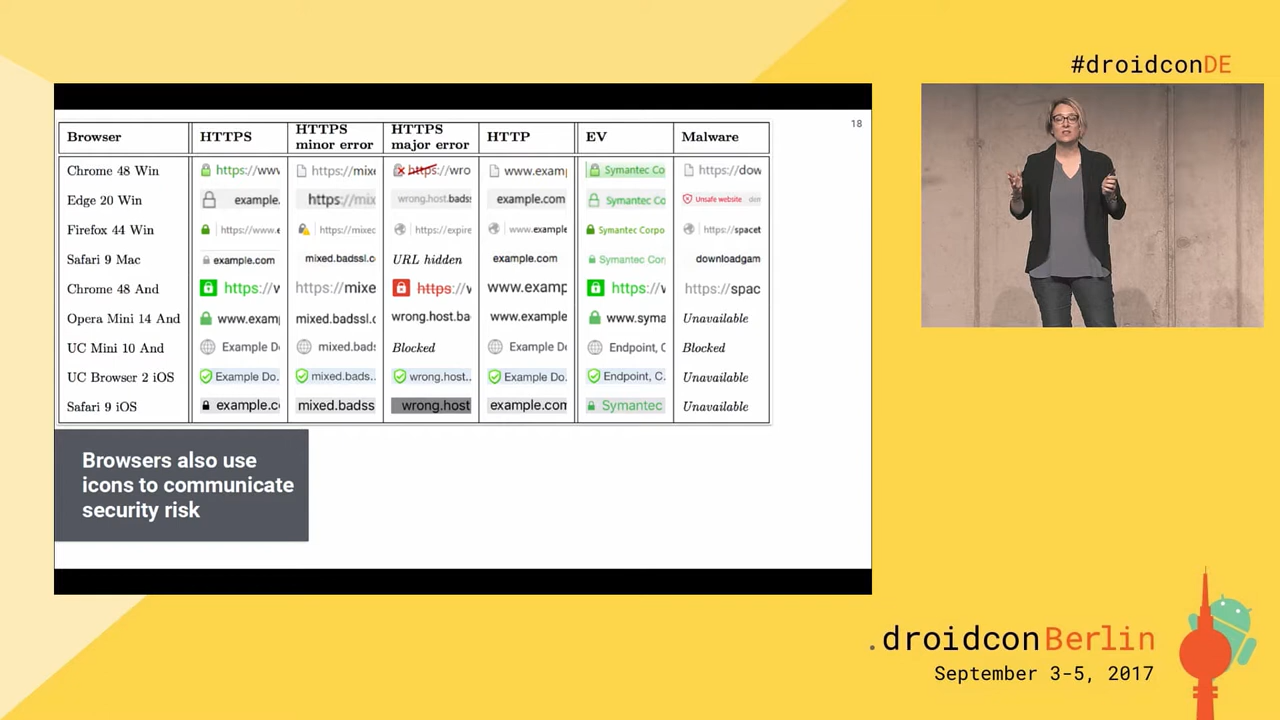 #droidconDE
18
Browser HTTPS HTTPS minor error HTTPS major error HTTP EV Malware
Chrome 48 Win https://www https://mixe https://wro www.exam Symantec Co https://dow
Edge 20 Win example. https://mix wrong.host.bads example.com Symantec Co Unsafe website
Firefox 44 Win https://www.e https://mixed https://expire www.example Symantec Corpo https://spacet
Safari 9 Mac example.com mixed.badssl.c URL hidden example.com Symantec Cor downloadgam
Chrome 48 And https://w https://mixe https://w www.examp https://w https://spac
Opera Mini 14 And www.exam mixed.badssl.c wrong.host.ba www.example www.syma Unavailable
UC Mini 10 And Example D mixed.bads Blocked Example D Endpoint, C Blocked
UC Browser 2 iOS Example Do. mixed.bads.. wrong.host.. Example Do. Endpoint, C. Unavailable
Safari 9 iOS example.c mixed.badss wrong.host example.com Symantec Unavailable
Browsers also use
icons to communicate
security risk
.droidconBerlin
September 3-5, 2017